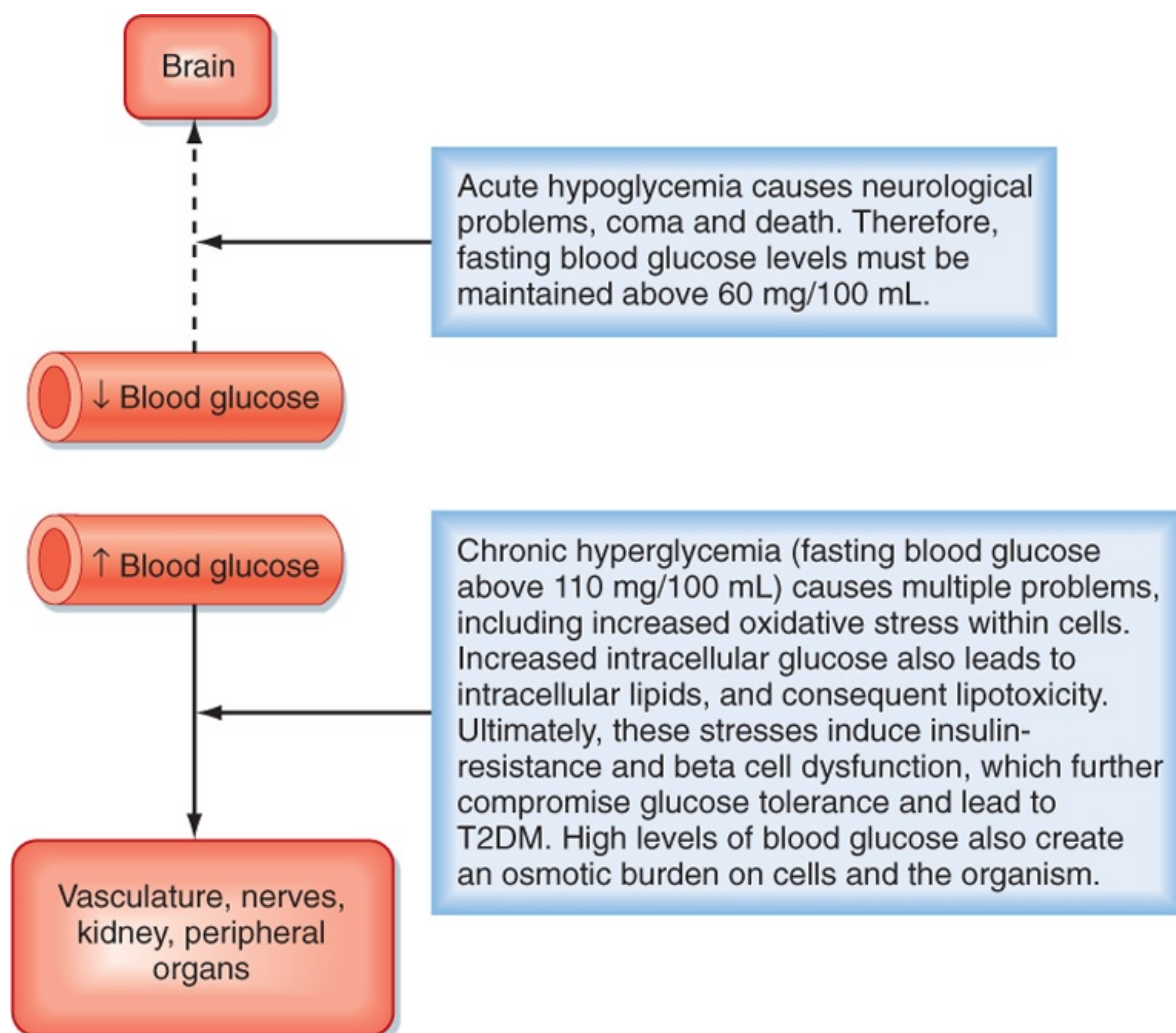 Brain
Acute hypoglycemia causes neurological
problems, coma and death. Therefore,
fasting blood glucose levels must be
maintained above 60 mg/100 mL.
↓ Blood glucose
↑ Blood glucose
Chronic hyperglycemia (fasting blood glucose
above 110 mg/100 mL) causes multiple problems,
including increased oxidative stress within cells.
Increased intracellular glucose also leads to
intracellular lipids, and consequent lipotoxicity.
Ultimately, these stresses induce insulin-
resistance and beta cell dysfunction, which further
compromise glucose tolerance and lead to
T2DM. High levels of blood glucose also create
an osmotic burden on cells and the organism.
Vasculature, nerves,
kidney, peripheral
organs